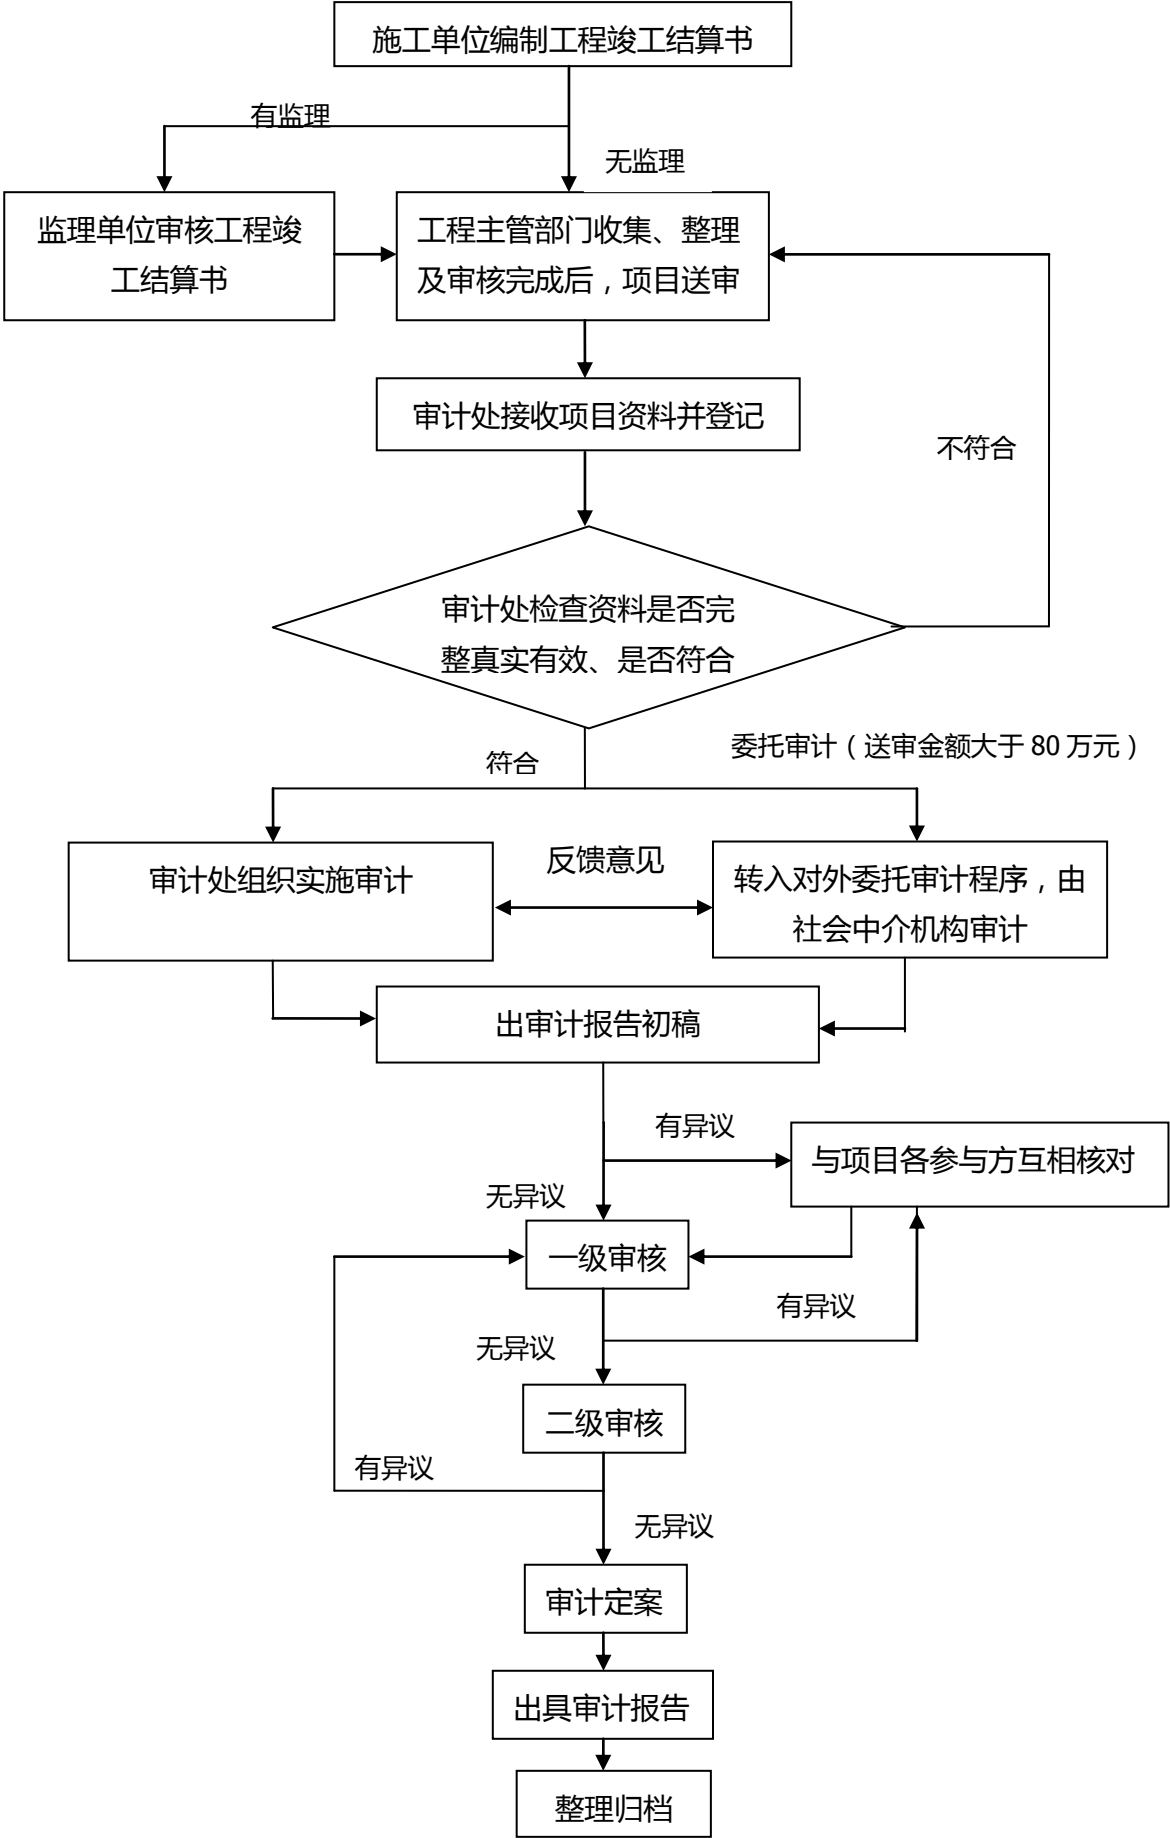 施工单位编制工程竣工结算书
有监理
无监理
监理单位审核工程竣
工结算书
工程主管部门收集、整理
及审核完成后，项目送审
审计处接收项目资料并登记
不符合
审计处检查资料是否完
整真实有效、是否符合
符合
委托审计（送审金额大于 80 万元）
审计处组织实施审计
反馈意见
转入对外委托审计程序，由
社会中介机构审计
出审计报告初稿
有异议
与项目各参与方互相核对
无异议
一级审核
有异议
无异议
二级审核
有异议
无异议
审计定案
出具审计报告
整理归档